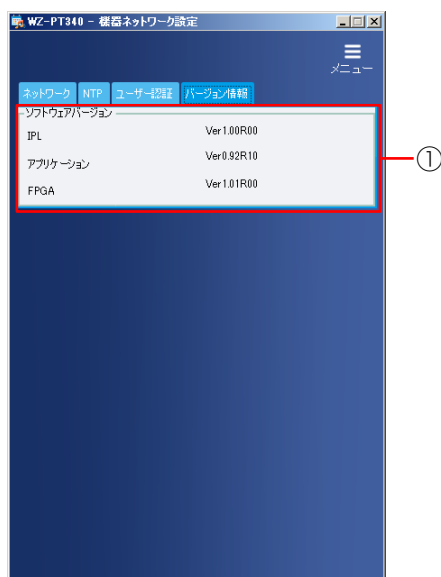 WZ-PT340 - 機器ネットワーク設定
メニュー
ネットワーク NTP ユーザー認証 バージョン情報
ソフトウェアバージョン
IPL Ver1.00R00
アプリケーション Ver0.92R10
FPGA Ver1.01R00
①